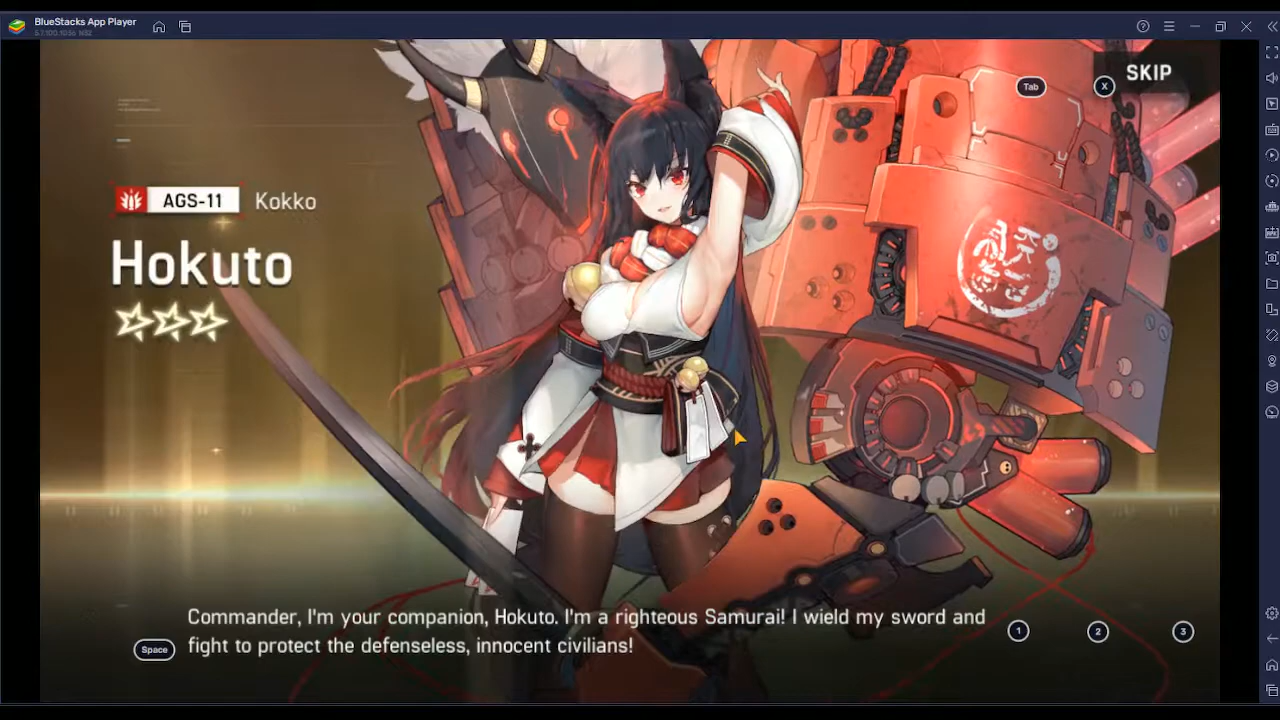 BlueStacks App Player
SKIP
Tab
X
AGS-11 Kokko
Hokuto
Commander, I'm your companion, Hokuto. I'm a righteous Samurai! I wield my sword and
fight to protect the defenseless, innocent civilians!
Space
1
2
3